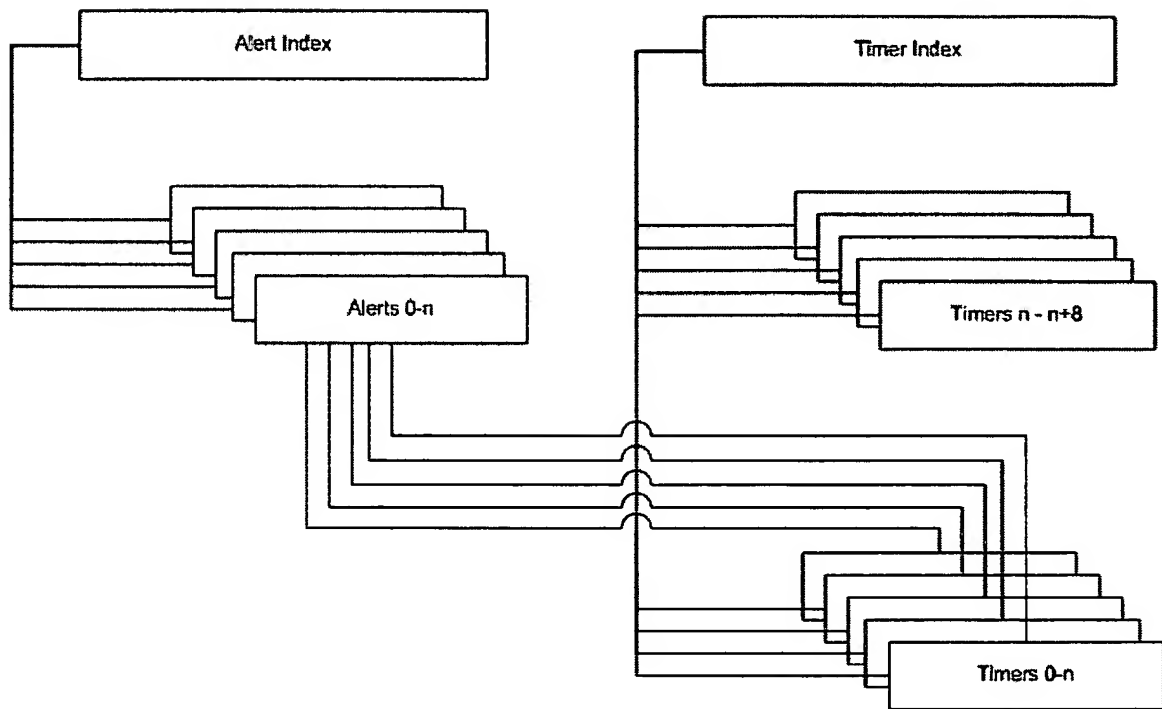 Alert Index
Timer Index
Alerts 0-n
Timers n - n+8
Timers 0-n